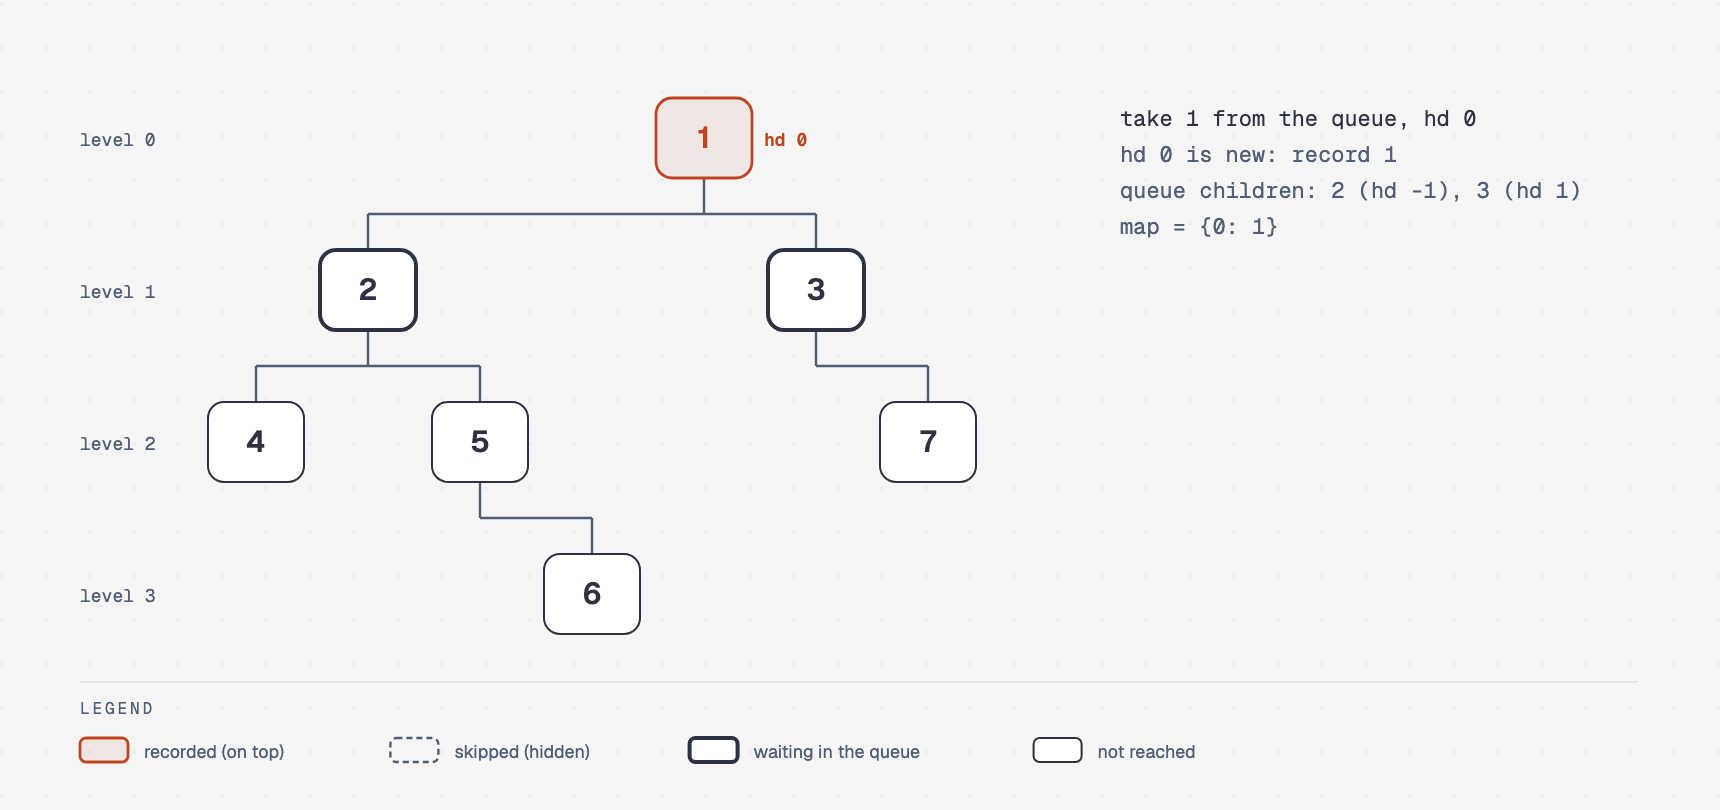 level 0
1
hd 0
take 1 from the queue, hd 0
hd 0 is new: record 1
queue children: 2 (hd -1), 3 (hd 1)
map = {0: 1}
level 1
2
3
level 2
4
5
7
level 3
6
LEGEND
recorded (on top)
skipped (hidden)
waiting in the queue
not reached